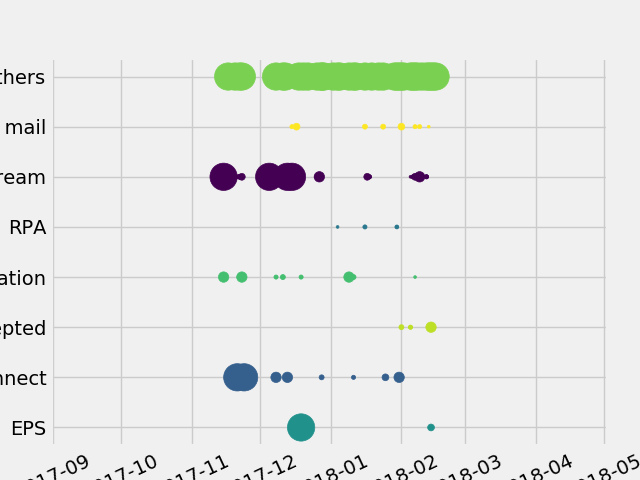 thers
mail
ream
RPA
ation
epted
nnect
EPS
017-09
017-10
017-11
017-12
018-01
018-02
018-03
018-04
018-05